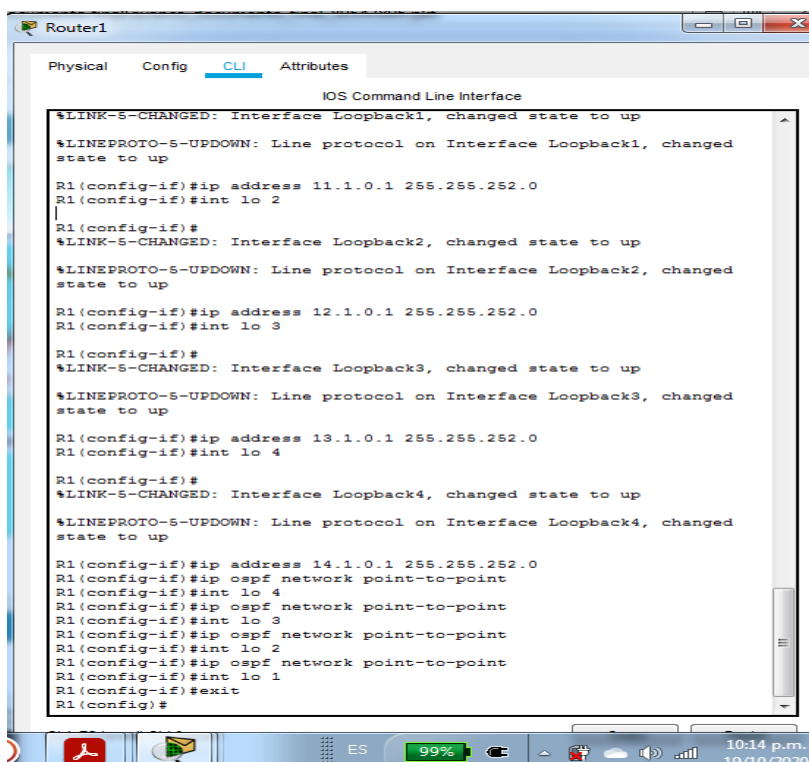 Router1
Physical Config CLI Attributes
IOS Command Line Interface
%LINK-5-CHANGED: Interface Loopback1, changed state to up
%LINEPROTO-5-UPDOWN: Line protocol on Interface Loopback1, changed
state to up
R1(config-if)#ip address 11.1.0.1 255.255.252.0
R1(config-if)#int lo 2
R1(config-if)#
%LINK-5-CHANGED: Interface Loopback2, changed state to up
%LINEPROTO-5-UPDOWN: Line protocol on Interface Loopback2, changed
state to up
R1(config-if)#ip address 12.1.0.1 255.255.252.0
R1(config-if)#int lo 3
R1(config-if)#
%LINK-5-CHANGED: Interface Loopback3, changed state to up
%LINEPROTO-5-UPDOWN: Line protocol on Interface Loopback3, changed
state to up
R1(config-if)#ip address 13.1.0.1 255.255.252.0
R1(config-if)#int lo 4
R1(config-if)#
%LINK-5-CHANGED: Interface Loopback4, changed state to up
%LINEPROTO-5-UPDOWN: Line protocol on Interface Loopback4, changed
state to up
R1(config-if)#ip address 14.1.0.1 255.255.252.0
R1(config-if)#ip ospf network point-to-point
R1(config-if)#int lo 4
R1(config-if)#ip ospf network point-to-point
R1(config-if)#int lo 3
R1(config-if)#ip ospf network point-to-point
R1(config-if)#int lo 2
R1(config-if)#ip ospf network point-to-point
R1(config-if)#int lo 1
R1(config-if)#exit
R1(config)#
ES 99% 10:14 p.m.